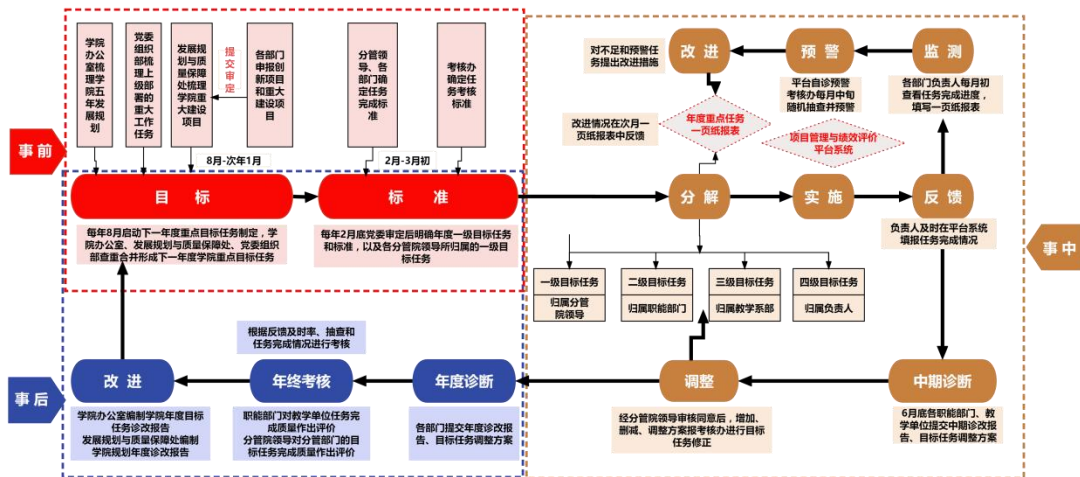 事前
学院
办公
室梳
理学
院五
年发
展规
划
党委
组织
部梳
理上
级部
署的
重大
工作
任务
发展规
划与质
量保障
处梳理
学院重
大建设
项目
提
交
审
定
各部门
申报创
新项目
和重大
建设项
目
分管领
导、各
部门确
定任务
完成标
准
考核办
确定任
务考核
标准
8月-次年1月
2月-3月初
目 标
标 准
每年8月启动下一年度重点目标任务制定，学
院办公室、发展规划与质量保障处、党委组织
部查重合并形成下一年度学院重点目标任务
每年2月底党委审定后明确年度一级目标任务
和标准，以及各分管院领导所归属的一级目
标任务
事中
对不足和预警任
务提出改进措施
改 进
预 警
监 测
平台自诊预警
考核办每月中旬
随机抽查并预警
各部门负责人每月初
查看任务完成进度，
填写一页纸报表
改进情况在次月一
页纸报表中反馈
年度重点任务
一页纸报表
项目管理与绩效评价
平台系统
分 解
实 施
反 馈
负责人及时在平台系统
填报任务完成情况
一级目标任务
归属分管
院领导
二级目标任务
归属职能部门
三级目标任务
归属教学系部
四级目标任务
归属负责人
调整
中期诊断
经分管院领导审核同意后，增加、
删减、调整方案报考核办进行目标
任务修正
6月底各职能部门、教
学单位提交中期诊改报
告、目标任务调整方案
事后
根据反馈及时率、抽查和
任务完成情况进行考核
改 进
年终考核
年度诊断
学院办公室编制学院年度目标
任务诊改报告
发展规划与质量保障处编制
学院规划年度诊改报告
职能部门对教学单位任务完
成质量作出评价
分管院领导对分管部门的目
标任务完成质量作出评价
各部门提交年度诊改报
告、目标任务调整方案